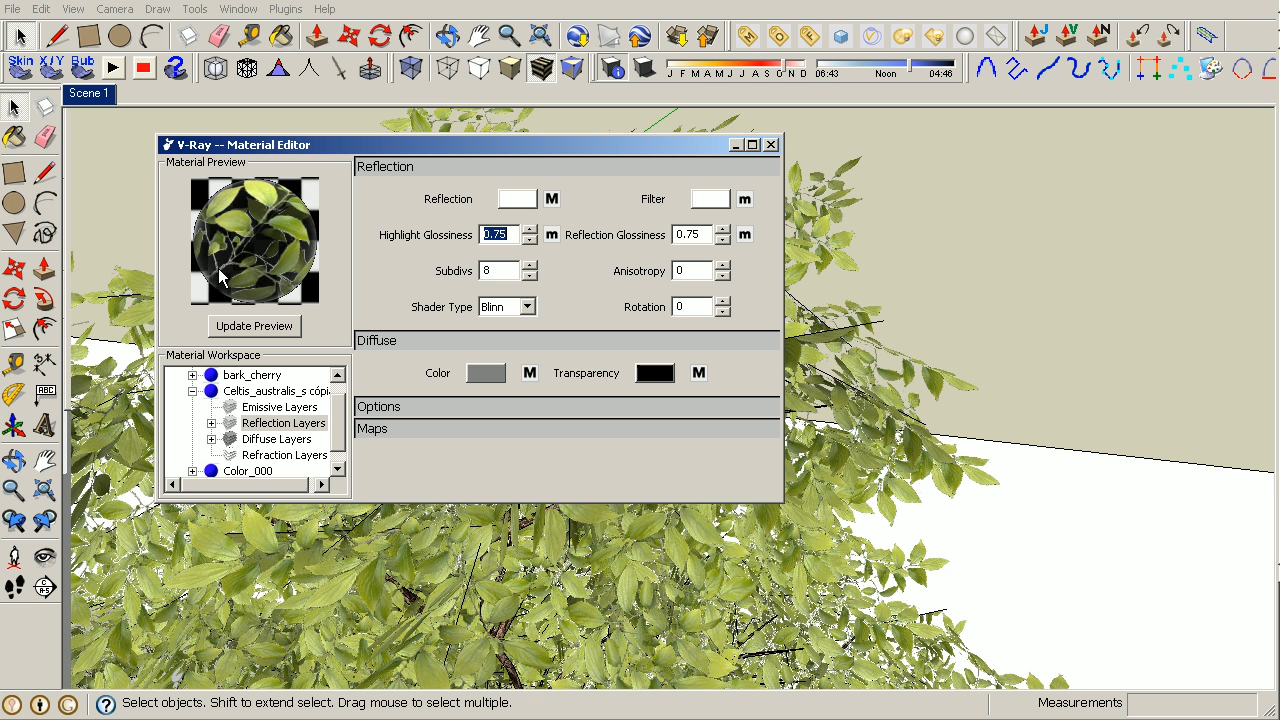 File Edit View Camera Draw Tools Window Plugins Help
Skin X/Y Bub
J F M A M J J A S O N D 06:43 Noon 04:46
Scene 1
V-Ray -- Material Editor
Material Preview
Reflection
Reflection M Filter m
Highlight Glossiness 0.75 m Reflection Glossiness 0.75 m
Subdivs 8 Anisotropy 0
Shader Type Blinn Rotation 0
Update Preview
Diffuse
Material Workspace
Color M Transparency M
bark_cherry
Celtis_australis_s cópi
Emissive Layers
Options
Reflection Layers
Maps
Diffuse Layers
Refraction Layers
Color_000
ABC
Select objects. Shift to extend select. Drag mouse to select multiple.
Measurements